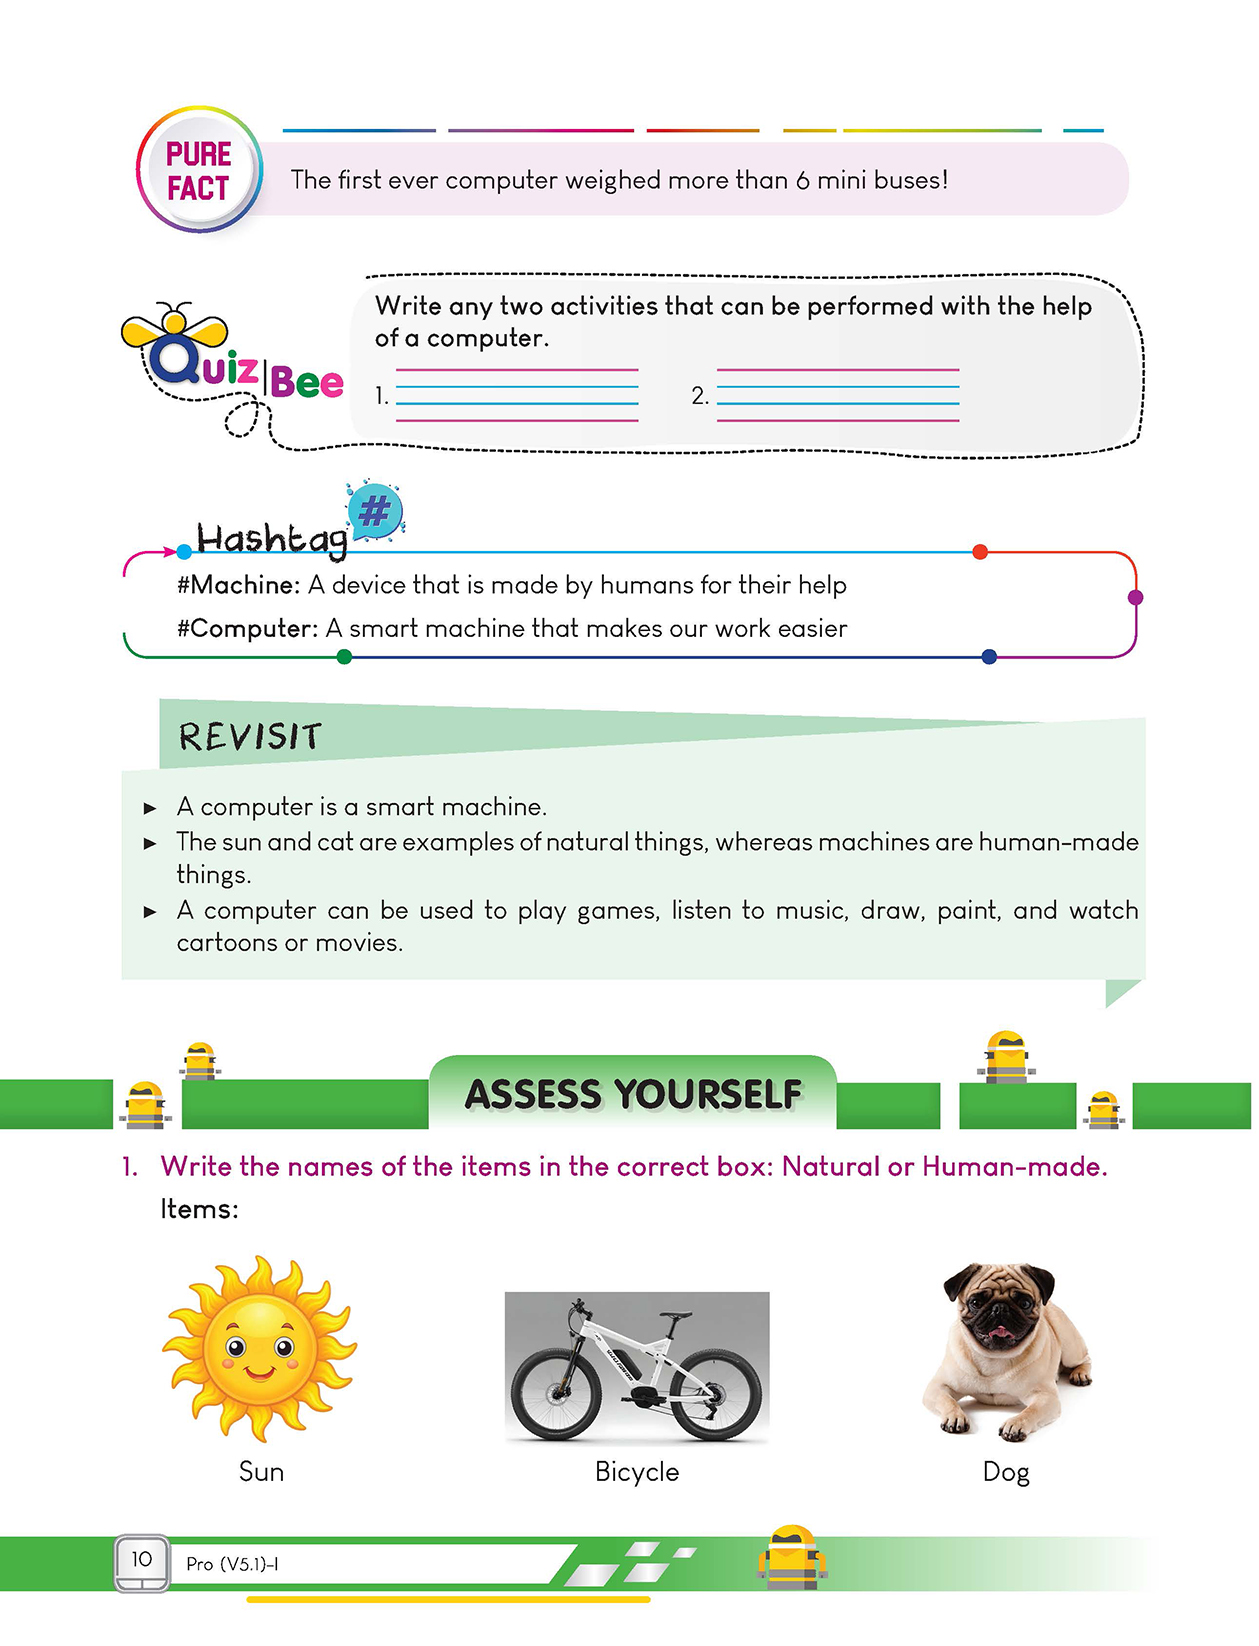 PURE
FACT
The first ever computer weighed more than 6 mini buses!
Quiz Bee
Write any two activities that can be performed with the help
of a computer.
1.
2.
Hashtag #
#Machine: A device that is made by humans for their help
#Computer: A smart machine that makes our work easier
REVISIT
► A computer is a smart machine.
► The sun and cat are examples of natural things, whereas machines are human-made
things.
► A computer can be used to play games, listen to music, draw, paint, and watch
cartoons or movies.
ASSESS YOURSELF
1. Write the names of the items in the correct box: Natural or Human-made.
Items:
Sun
Bicycle
Dog
10
Pro (V5.1)-I